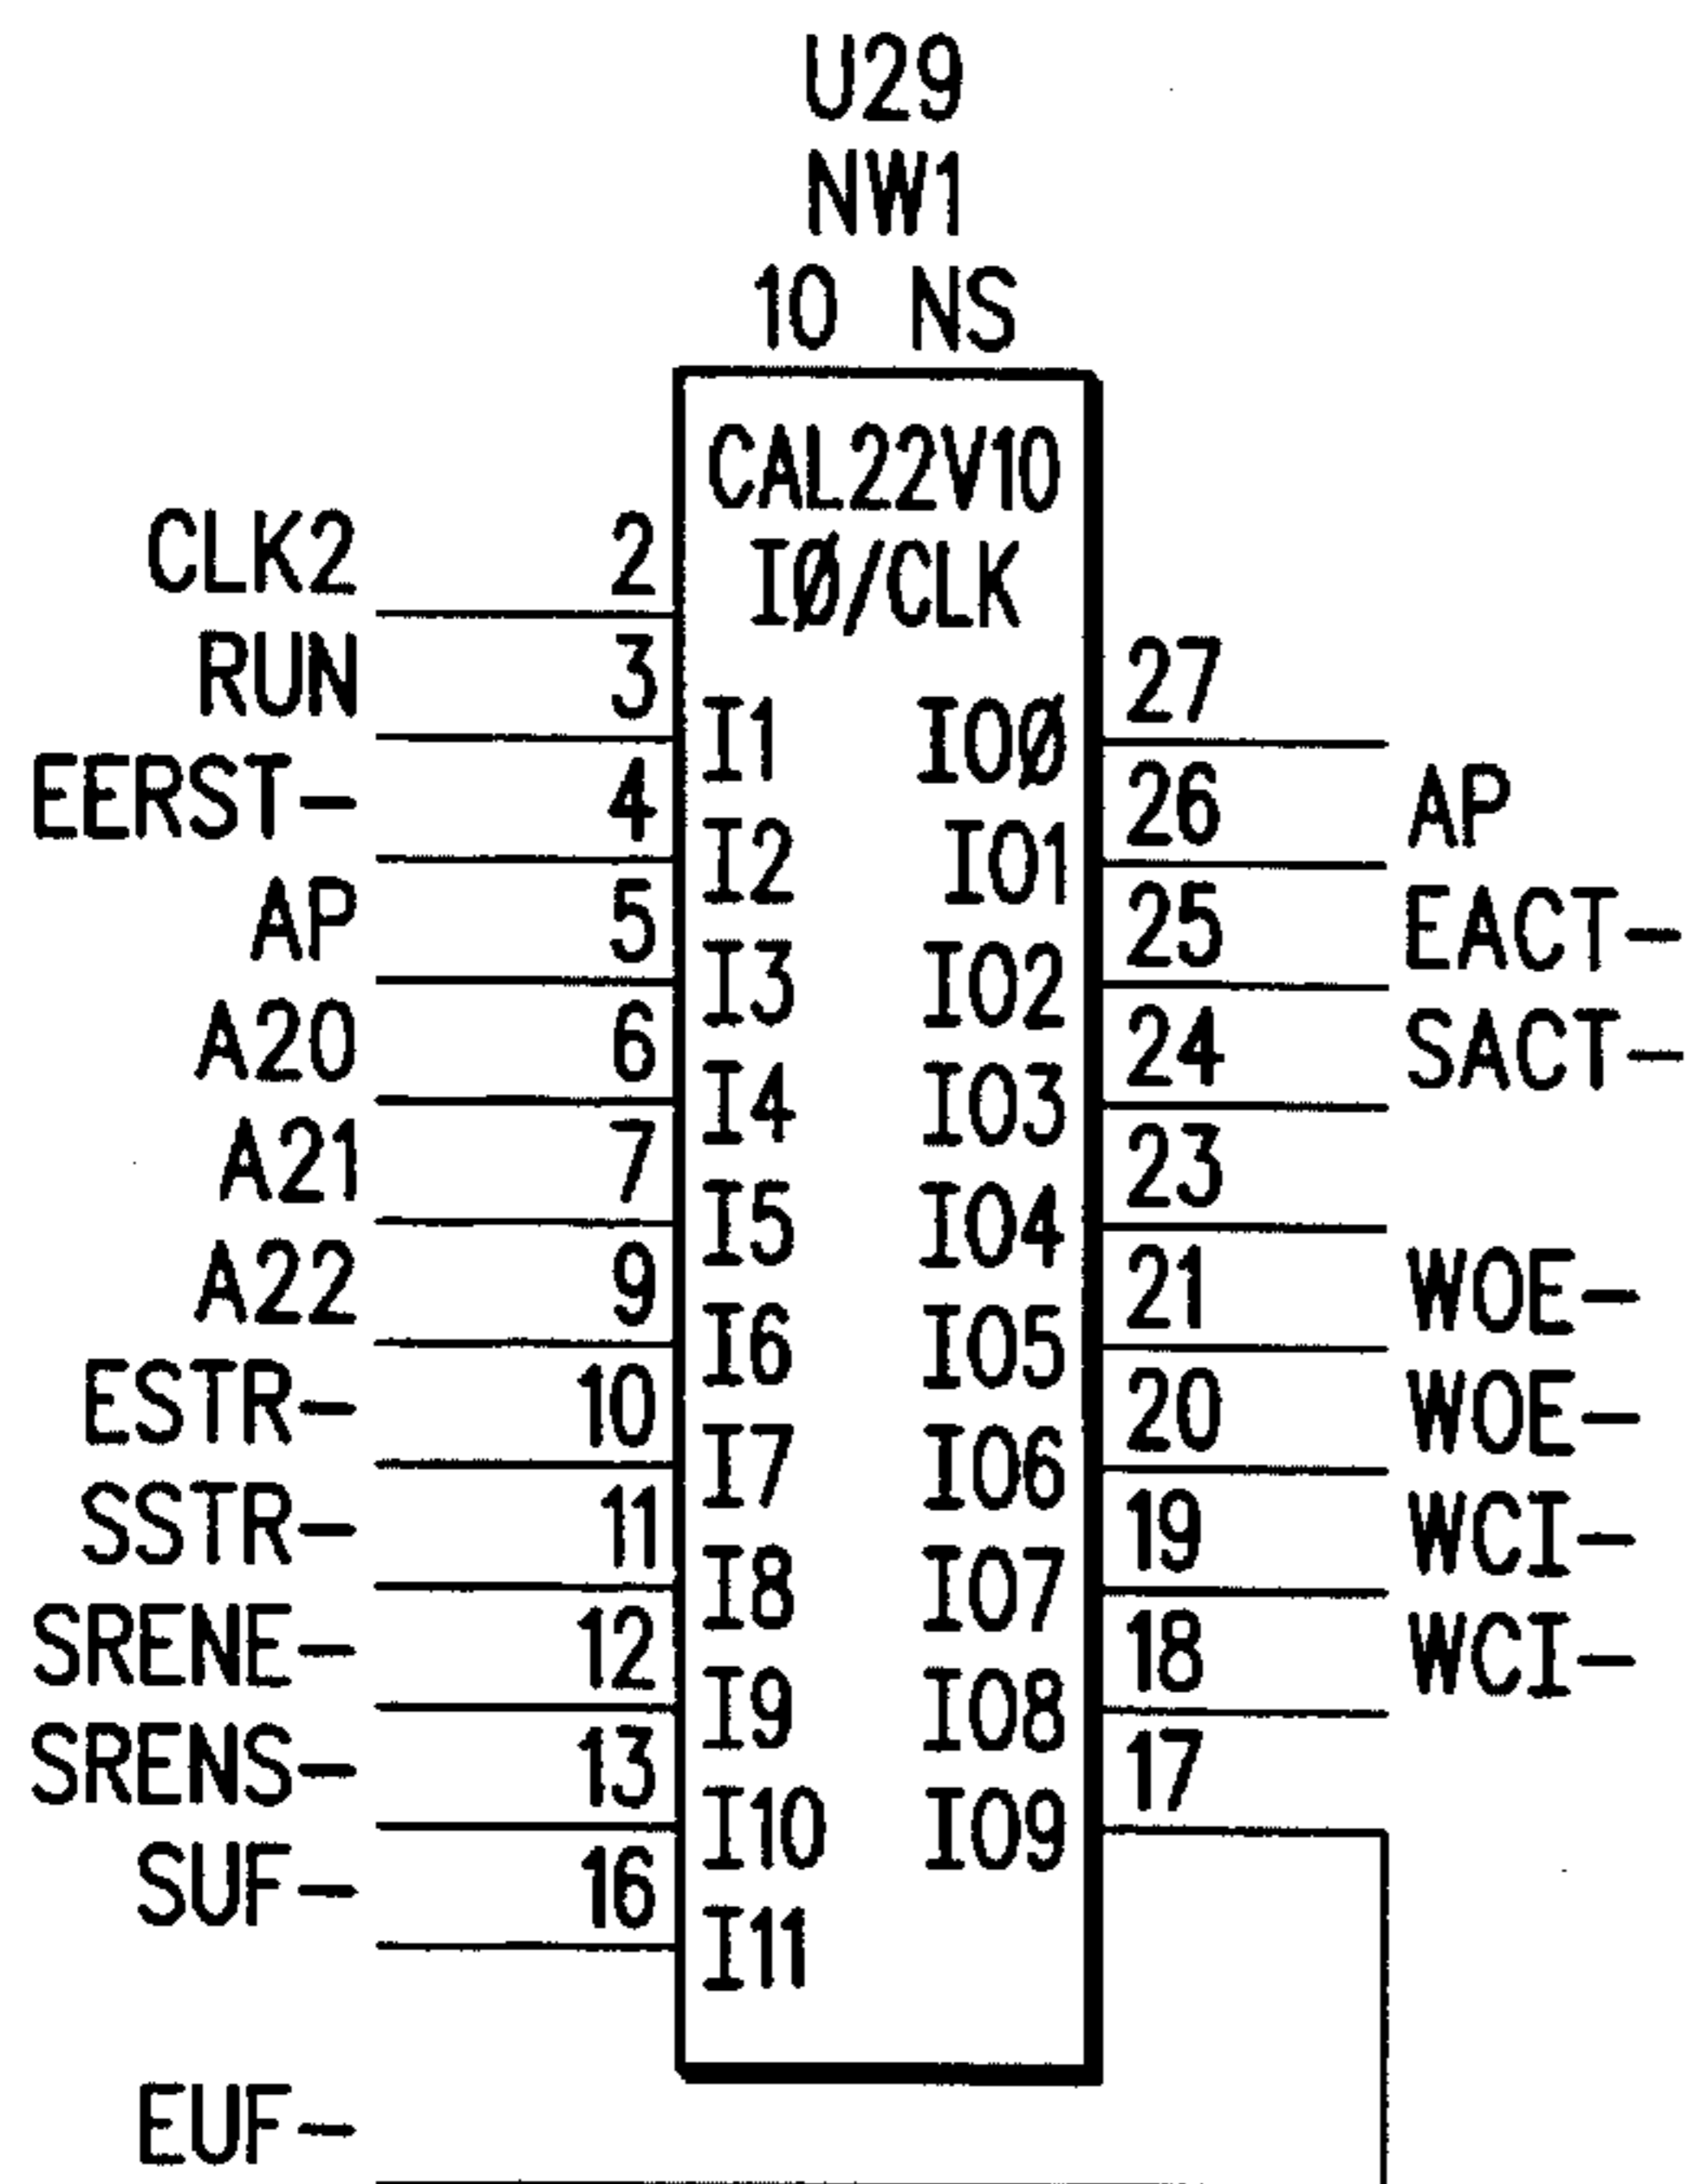 U29
NW1
10 NS
CAL22V10
CLK2 2 IØ/CLK
RUN 3 I1 IOØ 27
EERST- 4 I2 IO1 26 AP
AP 5 I3 IO2 25 EACT-
A20 6 I4 IO3 24 SACT-
A21 7 I5 IO4 23
A22 9 I6 IO5 21 WOE-
ESTR- 10 I7 IO6 20 WOE-
SSTR- 11 I8 IO7 19 WCI-
SRENE- 12 I9 IO8 18 WCI-
SRENS- 13 I10 IO9 17
SUF- 16 I11
EUF-